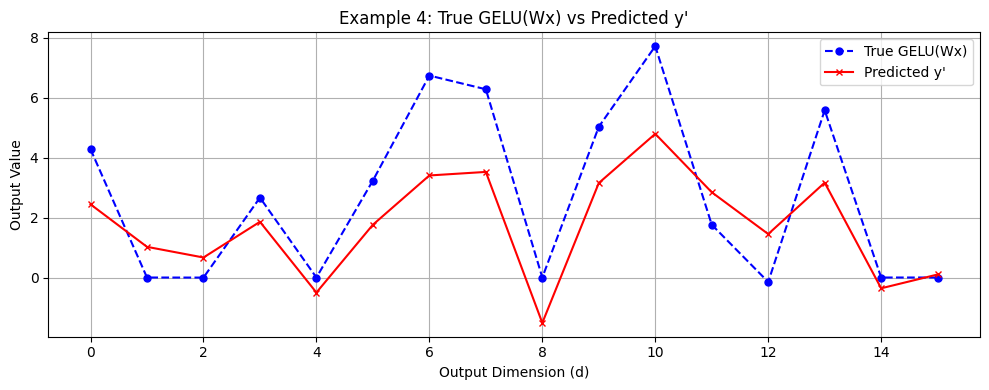 Example 4: True GELU(Wx) vs Predicted y'
True GELU(Wx)
Predicted y'
Output Value
8
6
4
2
0
0 2 4 6 8 10 12 14
Output Dimension (d)